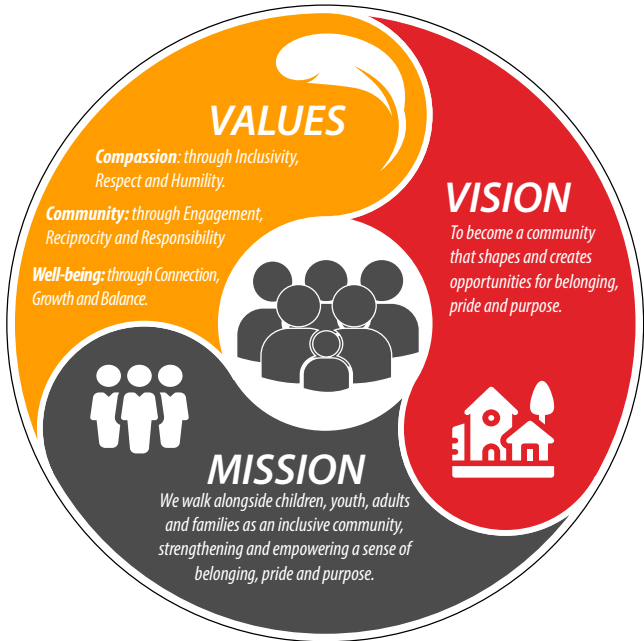 VALUES
Compassion: through Inclusivity,
Respect and Humility.
Community: through Engagement,
Reciprocity and Responsibility
Well-being: through Connection,
Growth and Balance.
VISION
To become a community
that shapes and creates
opportunities for belonging,
pride and purpose.
MISSION
We walk alongside children, youth, adults
and families as an inclusive community,
strengthening and empowering a sense of
belonging, pride and purpose.